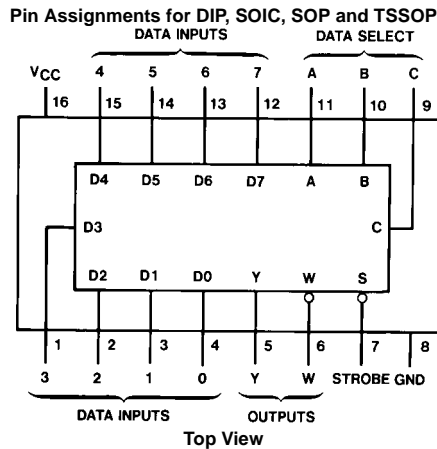 Pin Assignments for DIP, SOIC, SOP and TSSOP
DATA INPUTS DATA SELECT
VCC 4 5 6 7 A B C
16 15 14 13 12 11 10 9
D4 D5 D6 D7 A B
D3 C
D2 D1 D0 Y W S
1 2 3 4 5 6 7 8
3 2 1 0 Y W STROBE GND
DATA INPUTS OUTPUTS
Top View